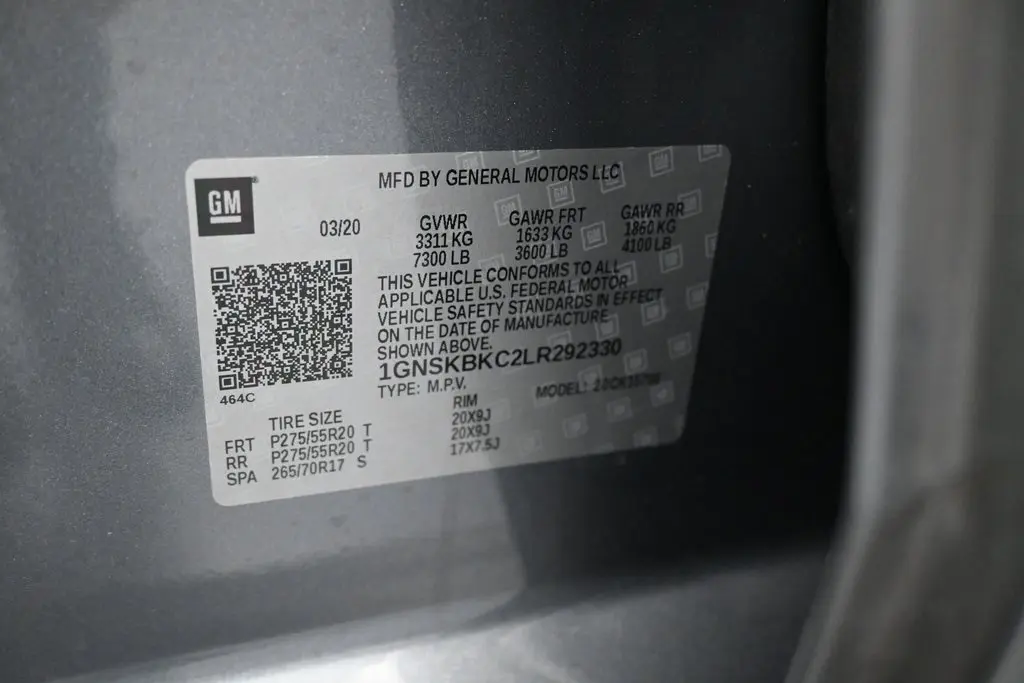 GM
MFD BY GENERAL MOTORS LLC
03/20
GVWR GAWR FRT GAWR RR
3311 KG 1633 KG 1860 KG
7300 LB 3600 LB 4100 LB
THIS VEHICLE CONFORMS TO ALL
APPLICABLE U.S. FEDERAL MOTOR
VEHICLE SAFETY STANDARDS IN EFFECT
ON THE DATE OF MANUFACTURE
SHOWN ABOVE.
1GNSKBKC2LR292330
TYPE: M.P.V. MODEL:
464C
TIRE SIZE RIM
FRT P275/55R20 T 20X9J
RR P275/55R20 T 20X9J
SPA 265/70R17 S 17X7.5J